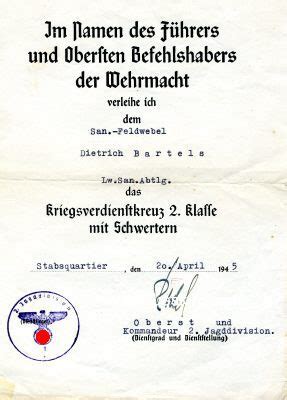 Im Namen des Führers
und Obersten Befehlshabers
der Wehrmacht
verleihe ich
dem
San.-Feldwebel
Dietrich Bartels
Lw.San.Abtlg.
das
Kriegsverdienstkreuz 2. Klasse
mit Schwertern
Stabsquartier , den 20. April 1945
Oberst und
Kommandeur 2. Jagddivision.
(Dienstgrad und Dienststellung)
2. Jagddivision